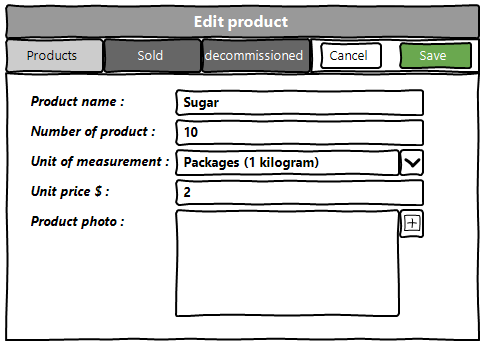 Edit product
Products Sold decommissioned Cancel Save
Product name : Sugar
Number of product : 10
Unit of measurement : Packages (1 kilogram)
Unit price $ : 2
Product photo :